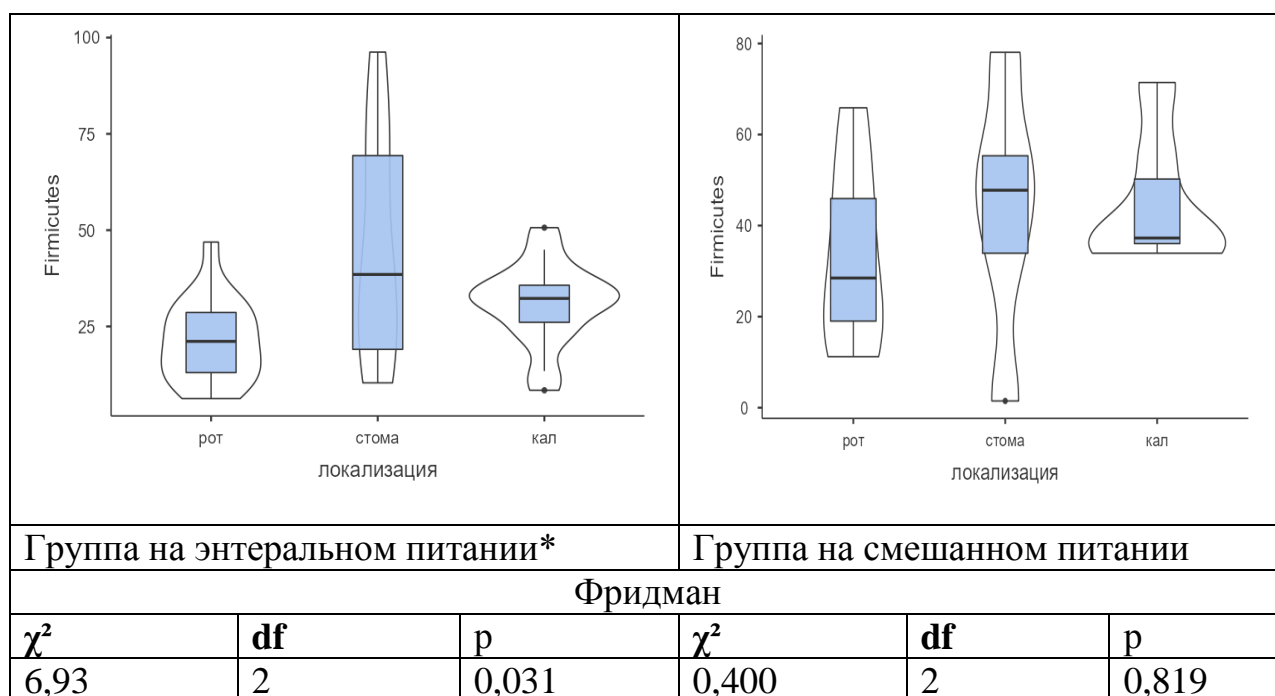 100
75
50
25
Firmicutes
рот стома кал
локализация
80
60
40
20
0
Firmicutes
рот стома кал
локализация
Группа на энтеральном питании* Группа на смешанном питании
Фридман
χ² df p χ² df p
6,93 2 0,031 0,400 2 0,819